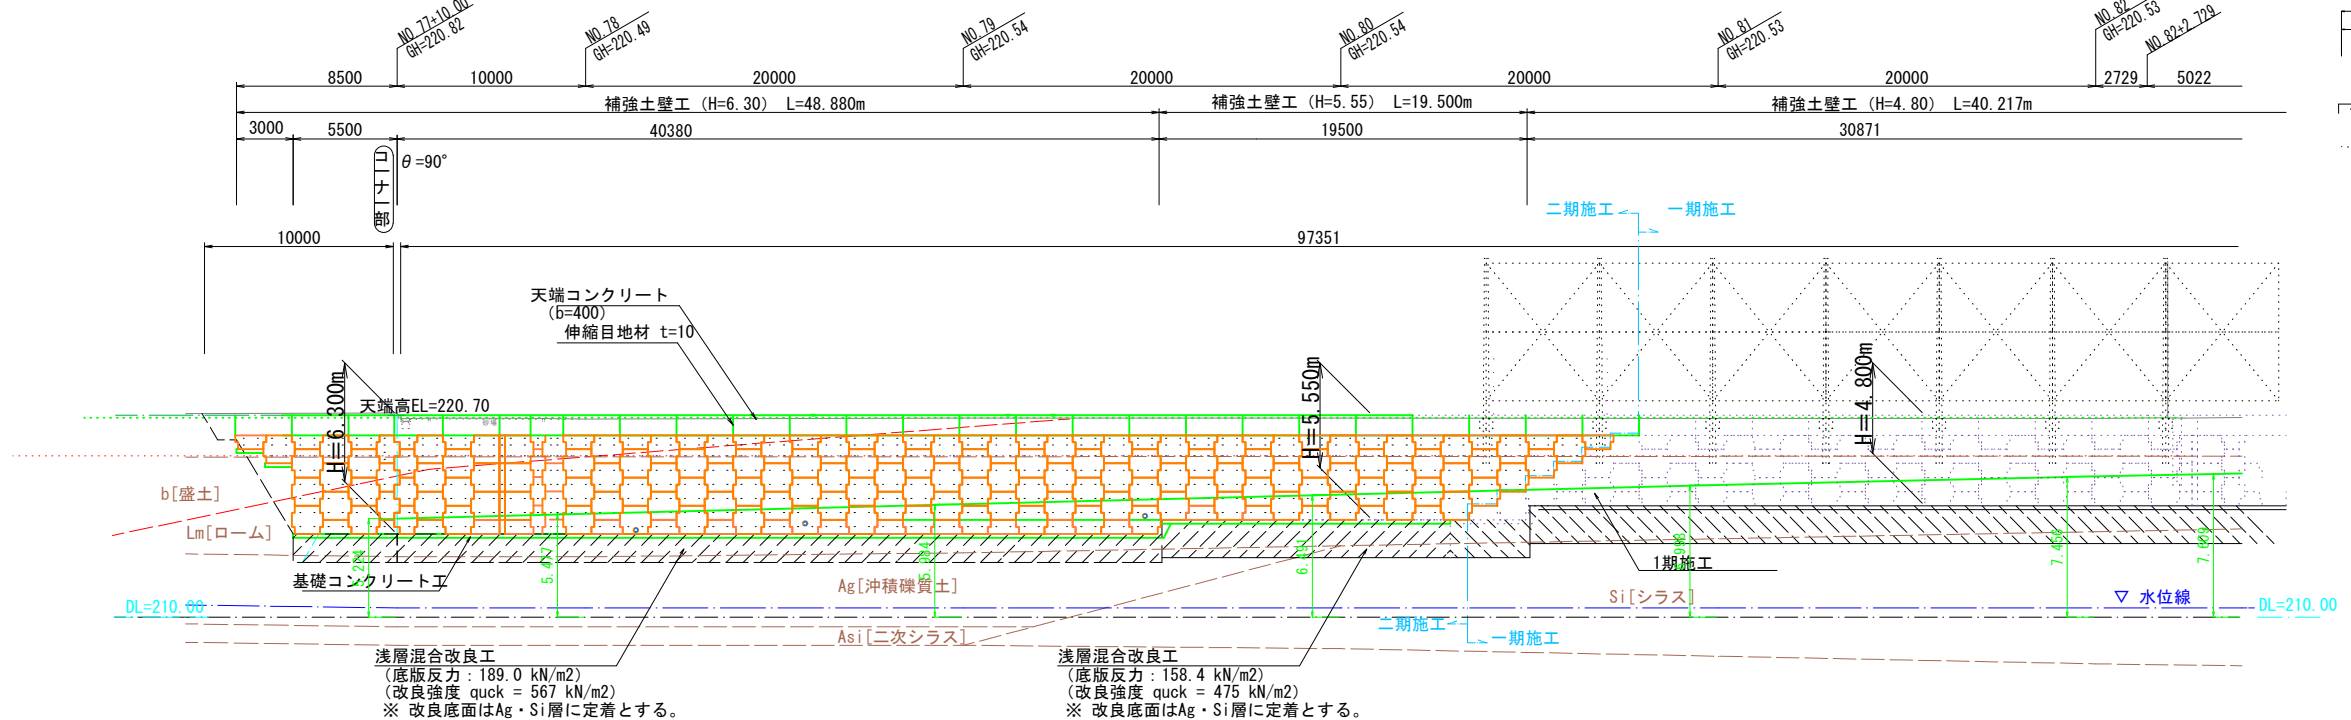 NO.77+10.00
GH=220.82
NO.78
GH=220.49
NO.79
GH=220.54
NO.80
GH=220.54
NO.81
GH=220.53
NO.82
GH=220.53
NO.82+2.729
8500
10000
20000
20000
20000
20000
2729
5022
補強土壁工 (H=6.30) L=48.880m
補強土壁工 (H=5.55) L=19.500m
補強土壁工 (H=4.80) L=40.217m
3000
5500
40380
19500
30871
コーナー部
θ=90°
二期施工
一期施工
10000
97351
天端コンクリート
(b=400)
伸縮目地材 t=10
H=6.300m
H=5.550m
H=4.800m
天端高EL=220.70
b[盛土]
Lm[ローム]
基礎コンクリート工
5.224
5.477
5.984
6.491
7.456
7.609
Ag[沖積礫質土]
1期施工
Si[シラス]
▽ 水位線
DL=210.00
DL=210.00
Asi[二次シラス]
二期施工
一期施工
浅層混合改良工
(底版反力：189.0 kN/m2)
(改良強度 quck = 567 kN/m2)
※ 改良底面はAg・Si層に定着とする。
浅層混合改良工
(底版反力：158.4 kN/m2)
(改良強度 quck = 475 kN/m2)
※ 改良底面はAg・Si層に定着とする。